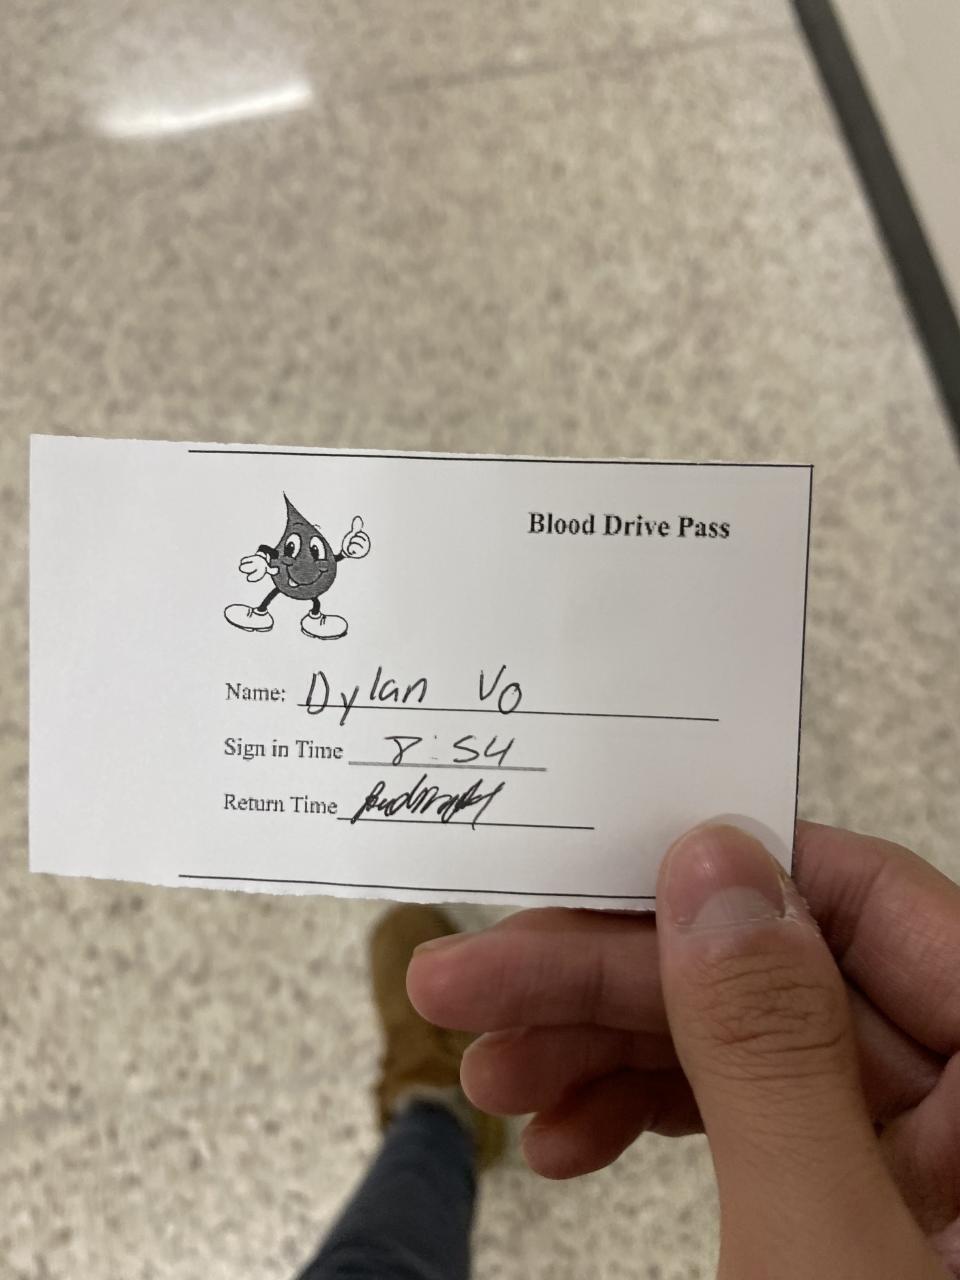 Blood Drive Pass
Name: Dylan Vo
Sign in Time 8:54
Return Time